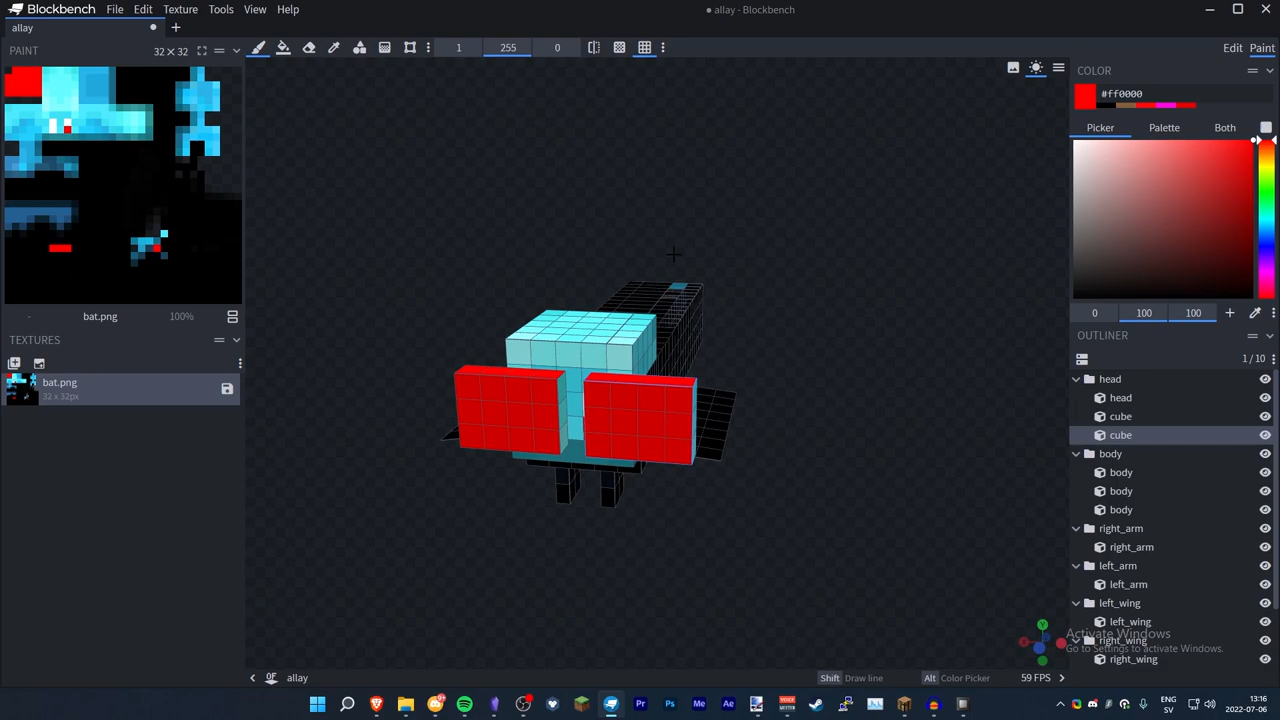 Blockbench File Edit Texture Tools View Help
● allay - Blockbench
allay
PAINT 32 × 32
1 255 0
Edit Paint
COLOR
#ff0000
Picker Palette Both
bat.png 100%
0 100 100
TEXTURES
OUTLINER
bat.png
32 x 32px
1/10
head
head
cube
cube
body
body
body
body
right_arm
right_arm
left_arm
left_arm
left_wing
left_wing
right_wing
right_wing
Activate Windows
Go to Settings to activate Windows.
allay
Shift Draw line Alt Color Picker 59 FPS
ENG
SV
13:16
2022-07-06